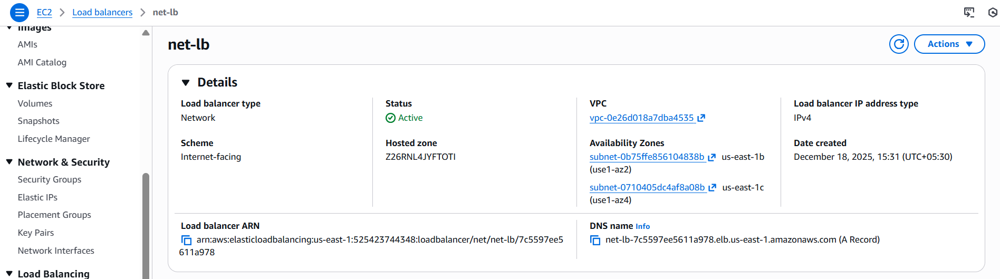 EC2 > Load balancers > net-lb
Images
AMIs
AMI Catalog
Elastic Block Store
Volumes
Snapshots
Lifecycle Manager
Network & Security
Security Groups
Elastic IPs
Placement Groups
Key Pairs
Network Interfaces
Load Balancing
net-lb
Actions
Details
Load balancer type
Network
Status
Active
VPC
vpc-0e26d018a7dba4535
Load balancer IP address type
IPv4
Scheme
Internet-facing
Hosted zone
Z26RNL4JYFTOTI
Availability Zones
subnet-0b75ffe856104838b us-east-1b
(use1-az2)
subnet-0710405dc4af8a08b us-east-1c
(use1-az4)
Date created
December 18, 2025, 15:31 (UTC+05:30)
Load balancer ARN
arn:aws:elasticloadbalancing:us-east-1:525423744348:loadbalancer/net/net-lb/7c5597ee5
611a978
DNS name Info
net-lb-7c5597ee5611a978.elb.us-east-1.amazonaws.com (A Record)